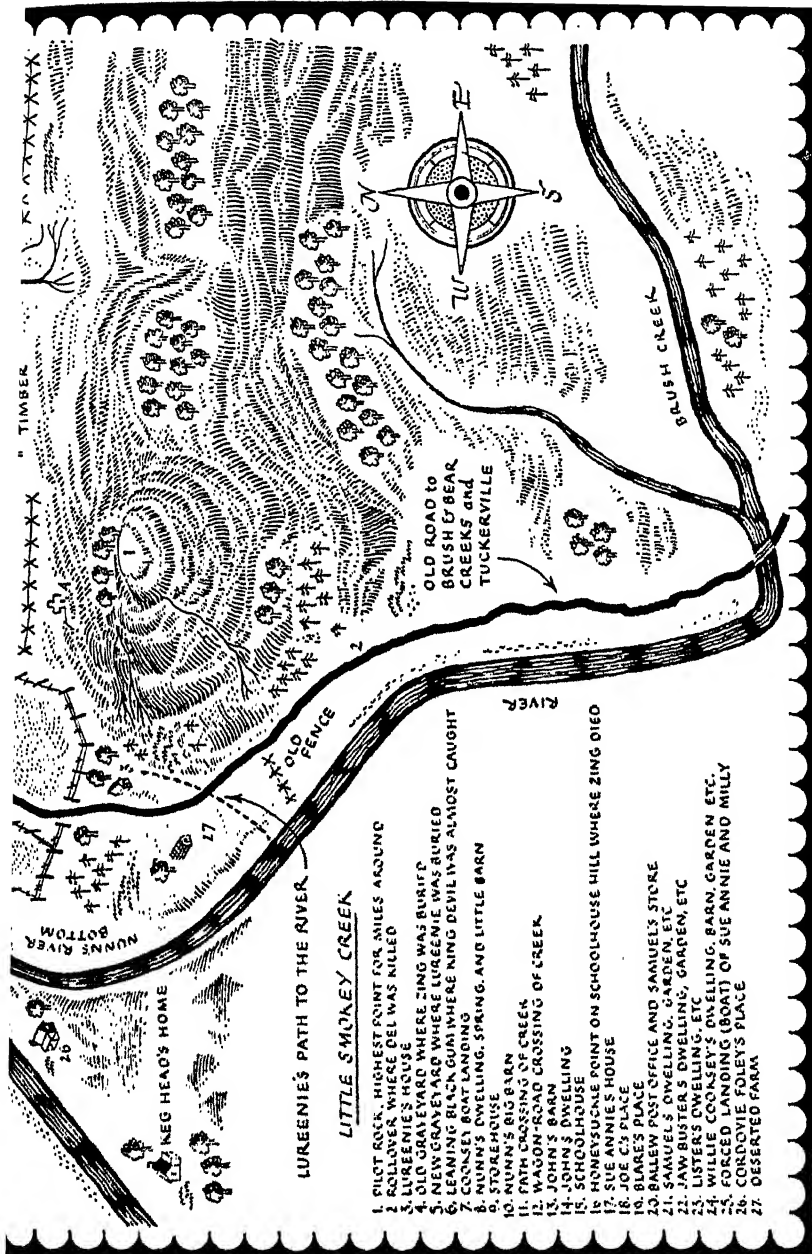 " TIMBER
N
E
S
W
1
2
NUNN'S RIVER
BOTTOM
27
26
KEG HEAD'S HOME
OLD
FENCE
RIVER
OLD ROAD to
BRUSH & BEAR
CREEKS and
TUCKERVILLE
BRUSH CREEK
LUREENIE'S PATH TO THE RIVER
LITTLE SMOKEY CREEK
1. PILOT ROCK, HIGHEST POINT FOR MILES AROUND
2 ROLLOVER WHERE DEL WAS KILLED
3. LUREENIE'S HOUSE
4. OLD GRAVEYARD WHERE ZING WAS BURIED
5. NEW GRAVEYARD WHERE LUREENIE WAS BURIED
6. LEANING BLACK GUM WHERE KING DEVIL WAS ALMOST CAUGHT
7. COOKSEY BOAT LANDING
8. NUNN'S DWELLING, SPRING, AND LITTLE BARN
9. STOREHOUSE
10. NUNN'S BIG BARN
11. PATH CROSSING OF CREEK
12. WAGON-ROAD CROSSING OF CREEK
13. JOHN'S BARN
14. JOHN'S DWELLING
15. SCHOOLHOUSE
16 HONEYSUCKLE POINT ON SCHOOLHOUSE HILL WHERE ZING DIED
17. SUE ANNIE'S HOUSE
18. JOE C'S PLACE
19. BLARE'S PLACE
20. BALLEW POST OFFICE AND SAMUEL'S STORE
21. SAMUEL'S DWELLING, GARDEN, ETC
22. JAW BUSTER'S DWELLING, GARDEN, ETC
23. LISTER'S DWELLING, ETC
24. WILLIE COOKSEY'S DWELLING, BARN, GARDEN ETC.
25. FORCED LANDING (BOAT) OF SUE ANNIE AND MILLY
26. CORDOVIE FOLEY'S PLACE
27. DESERTED FARM